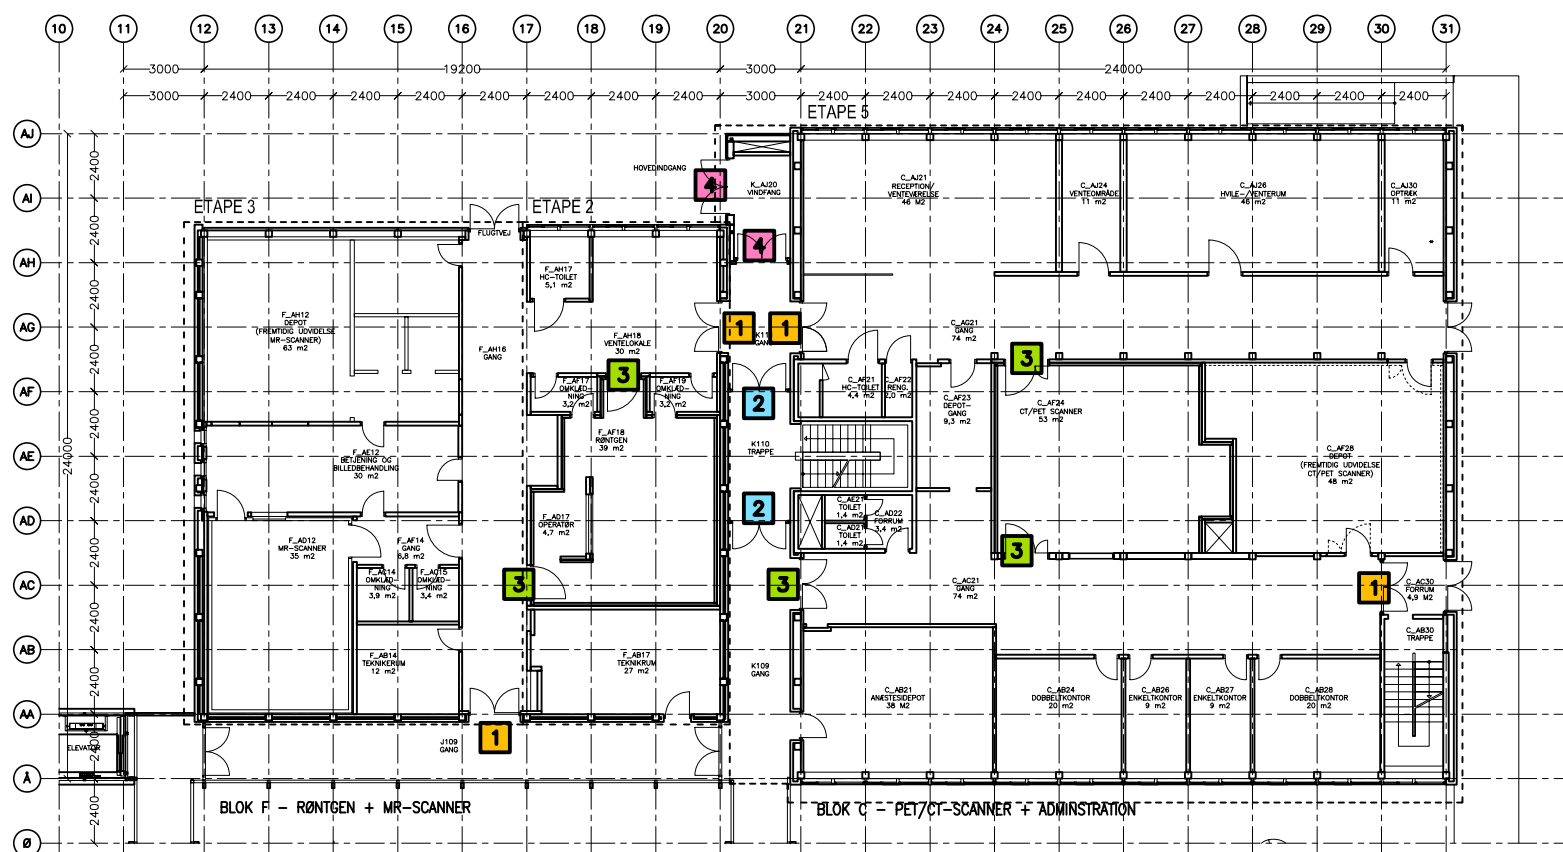 10 11 12 13 14 15 16 17 18 19 20 21 22 23 24 25 26 27 28 29 30 31
3000 19200 3000 24000
3000 2400 2400 2400 2400 2400 2400 2400 2400 3000 2400 2400 2400 2400 2400 2400 2400 2400 2400 2400
ETAPE 5
AJ
AI
AH
AG
AF
AE
AD
AC
AB
AA
Å
Ø
2400
2400
2400
2400
2400
2400
2400
2400
2400
2400
2400
24000
HOVEDINDGANG
4
K_AJ20
VINDFANG
4
C_AJ21
RECEPTION/
VENTEVÆRELSE
46 M2
C_AJ24
VENTEOMRÅDE
11 m2
C_AJ26
HVILE-/VENTERUM
46 m2
C_AJ30
OPTRÆK
11 m2
ETAPE 3
ETAPE 2
FLUGTVEJ
F_AH17
HC-TOILET
5,1 m2
F_AH12
DEPOT
(FREMTIDIG UDVIDELSE
MR-SCANNER)
63 m2
F_AH16
GANG
F_AH18
VENTELOKALE
30 m2
1
1
K11
GANG
C_AG21
GANG
74 m2
3
F_AF17
OMKLÆD-
NING
3,2 m2
3
F_AF19
OMKLÆD-
NING
3,2 m2
2
C_AF21
HC-TOILET
4,4 m2
C_AF22
RENG.
2,0 m2
C_AF23
DEPOT-
GANG
9,3 m2
C_AF24
CT/PET SCANNER
53 m2
F_AF18
RØNTGEN
39 m2
K110
TRAPPE
C_AF28
DEPOT
(FREMTIDIG UDVIDELSE
CT/PET SCANNER)
48 m2
F_AE12
BETJENING OG
BILLEDBEHANDLING
30 m2
2
C_AE21
TOILET
1,4 m2
C_AD21
TOILET
1,4 m2
C_AD22
FORRUM
3,4 m2
F_AD17
OPERATØR
4,7 m2
F_AD12
MR-SCANNER
35 m2
F_AF14
GANG
6,8 m2
3
F_AC14
OMKLÆD-
NING
3,9 m2
F_AC15
OMKLÆD-
NING
3,4 m2
3
3
C_AC21
GANG
74 m2
1
C_AC30
FORRUM
4,9 M2
C_AB30
TRAPPE
F_AB14
TEKNIKERUM
12 m2
F_AB17
TEKNIKRUM
27 m2
K109
GANG
C_AB21
ANÆSTESIDEPOT
38 M2
C_AB24
DOBBELTKONTOR
20 m2
C_AB26
ENKELTKONTOR
9 m2
C_AB27
ENKELTKONTOR
9 m2
C_AB28
DOBBELTKONTOR
20 m2
ELEVATOR
J109
GANG
1
BLOK F - RØNTGEN + MR-SCANNER
BLOK C - PET/CT-SCANNER + ADMINSTRATION